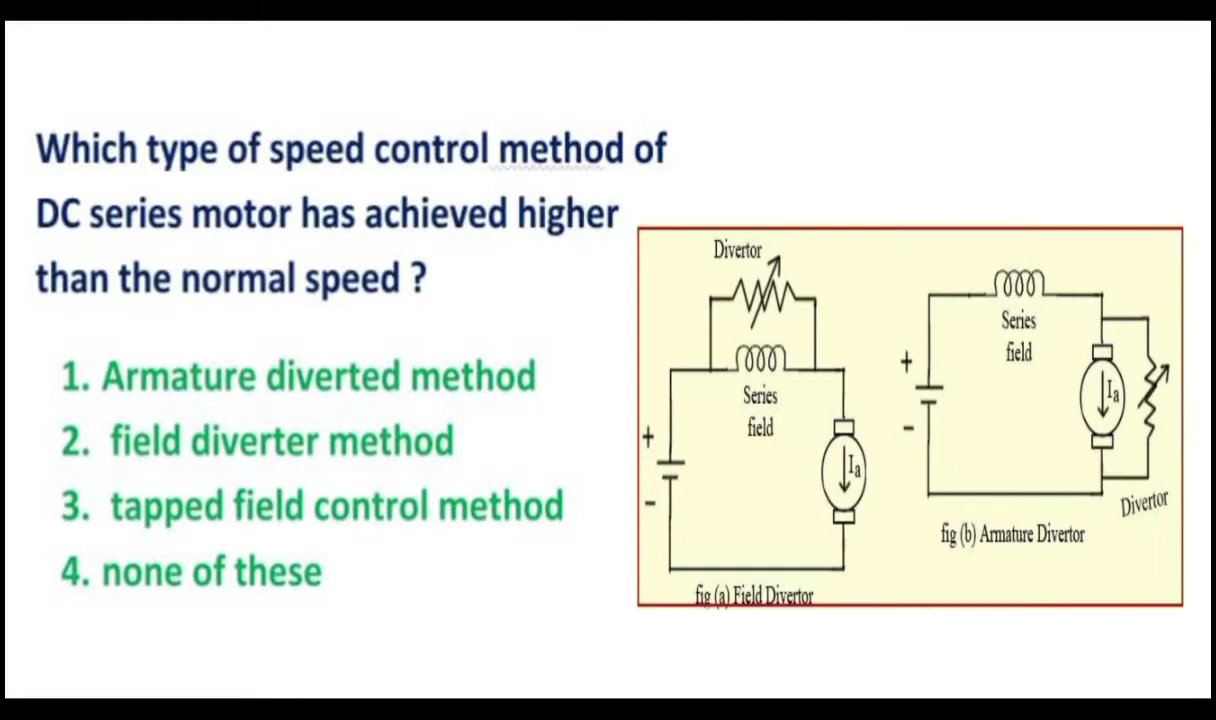 Which type of speed control method of
DC series motor has achieved higher
than the normal speed ?
1. Armature diverted method
2. field diverter method
3. tapped field control method
4. none of these
Divertor
Series
field
+
-
Ia
fig (a) Field Divertor
Series
field
+
-
Ia
Divertor
fig (b) Armature Divertor